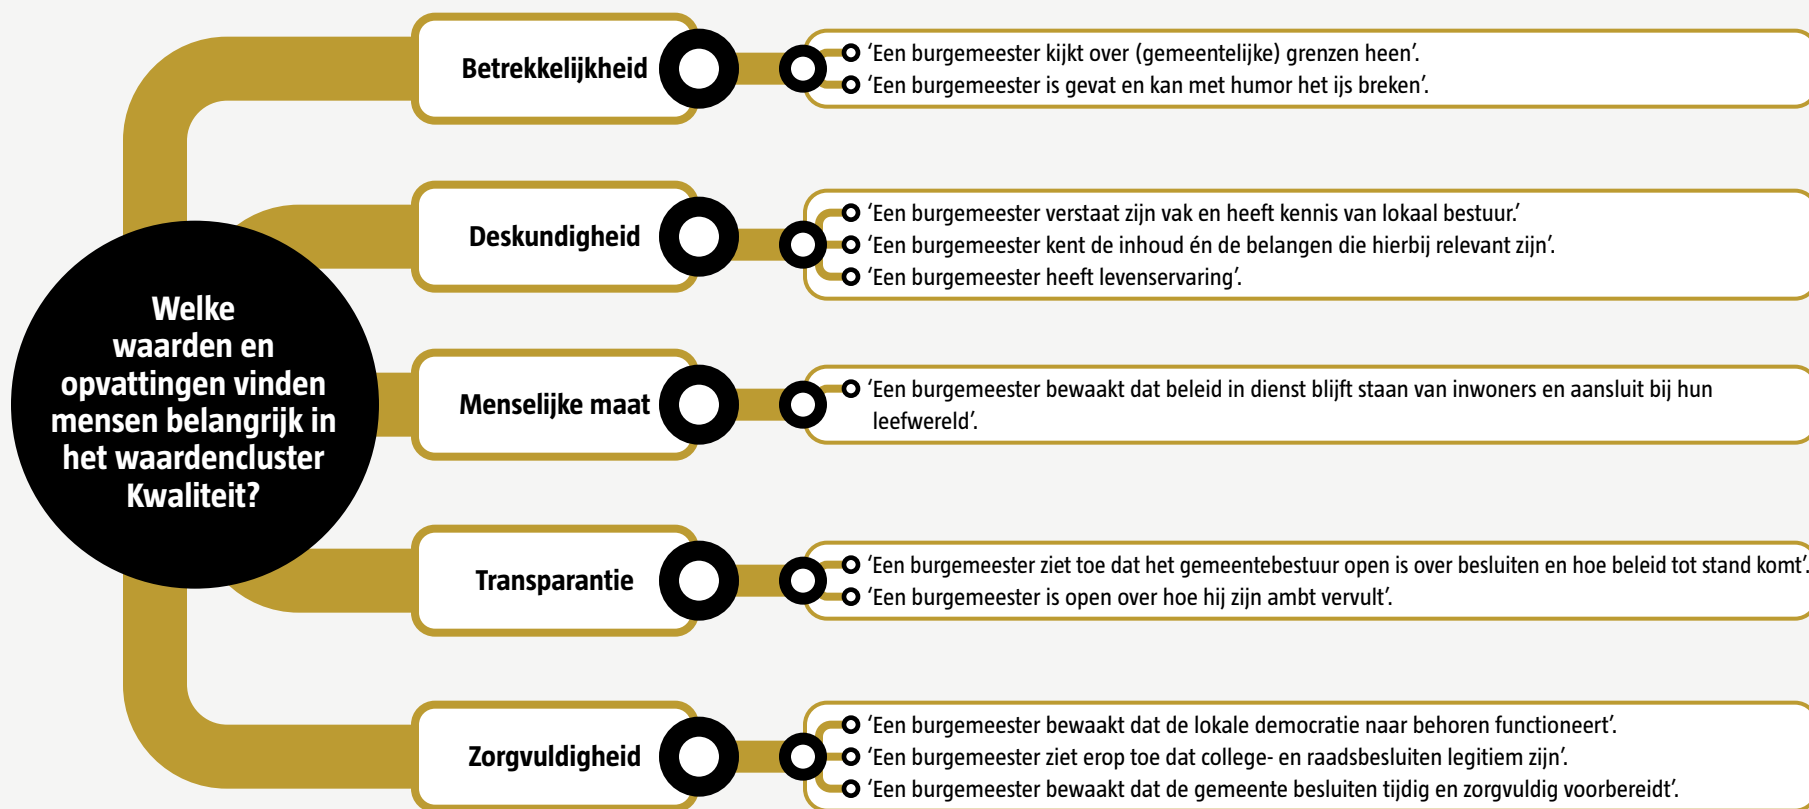 Welke
waarden en
opvattingen vinden
mensen belangrijk in
het waardencluster
Kwaliteit?
Betrekkelijkheid
‘Een burgemeester kijkt over (gemeentelijke) grenzen heen’.
‘Een burgemeester is gevat en kan met humor het ijs breken’.
Deskundigheid
‘Een burgemeester verstaat zijn vak en heeft kennis van lokaal bestuur.’
‘Een burgemeester kent de inhoud én de belangen die hierbij relevant zijn’.
‘Een burgemeester heeft levenservaring’.
Menselijke maat
‘Een burgemeester bewaakt dat beleid in dienst blijft staan van inwoners en aansluit bij hun
leefwereld’.
Transparantie
‘Een burgemeester ziet toe dat het gemeentebestuur open is over besluiten en hoe beleid tot stand komt’.
‘Een burgemeester is open over hoe hij zijn ambt vervult’.
Zorgvuldigheid
‘Een burgemeester bewaakt dat de lokale democratie naar behoren functioneert’.
‘Een burgemeester ziet erop toe dat college- en raadsbesluiten legitiem zijn’.
‘Een burgemeester bewaakt dat de gemeente besluiten tijdig en zorgvuldig voorbereidt’.